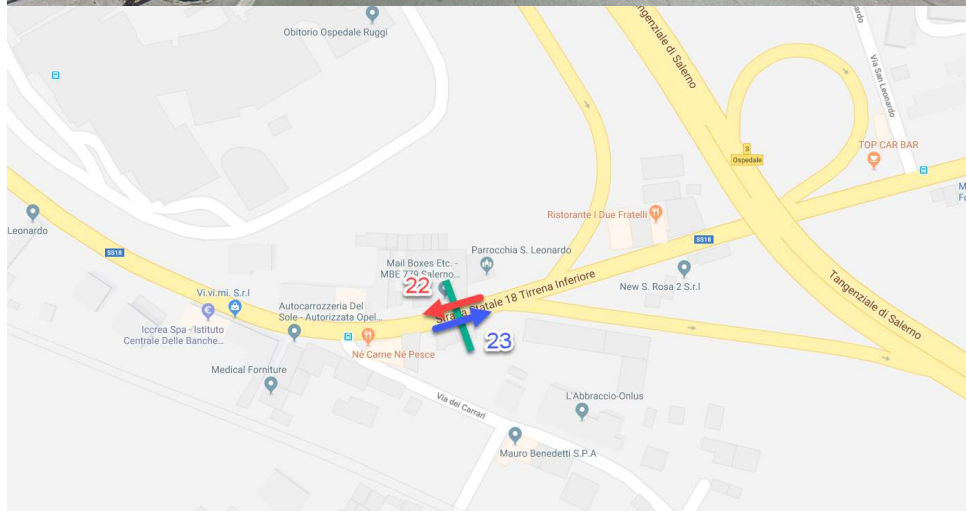 Obitorio Ospedale Ruggi
Tangenziale di Salerno
Via San Leonardo
3
Ospedale
TOP CAR BAR
M
Fo
Leonardo
Ristorante I Due Fratelli
SS18
SS18
Parrocchia S. Leonardo
Mail Boxes Etc. -
MBE 779 Salerno...
22
Strada Statale 18 Tirrena Inferiore
New S. Rosa 2 S.r.l
Tangenziale di Salerno
Vi.vi.mi. S.r.l
Autocarrozzeria Del
Sole - Autorizzata Opel...
Iccrea Spa - Istituto
Centrale Delle Banche...
23
Né Carne Né Pesce
Medical Forniture
Via dei Carrari
L'Abbraccio-Onlus
Mauro Benedetti S.P.A